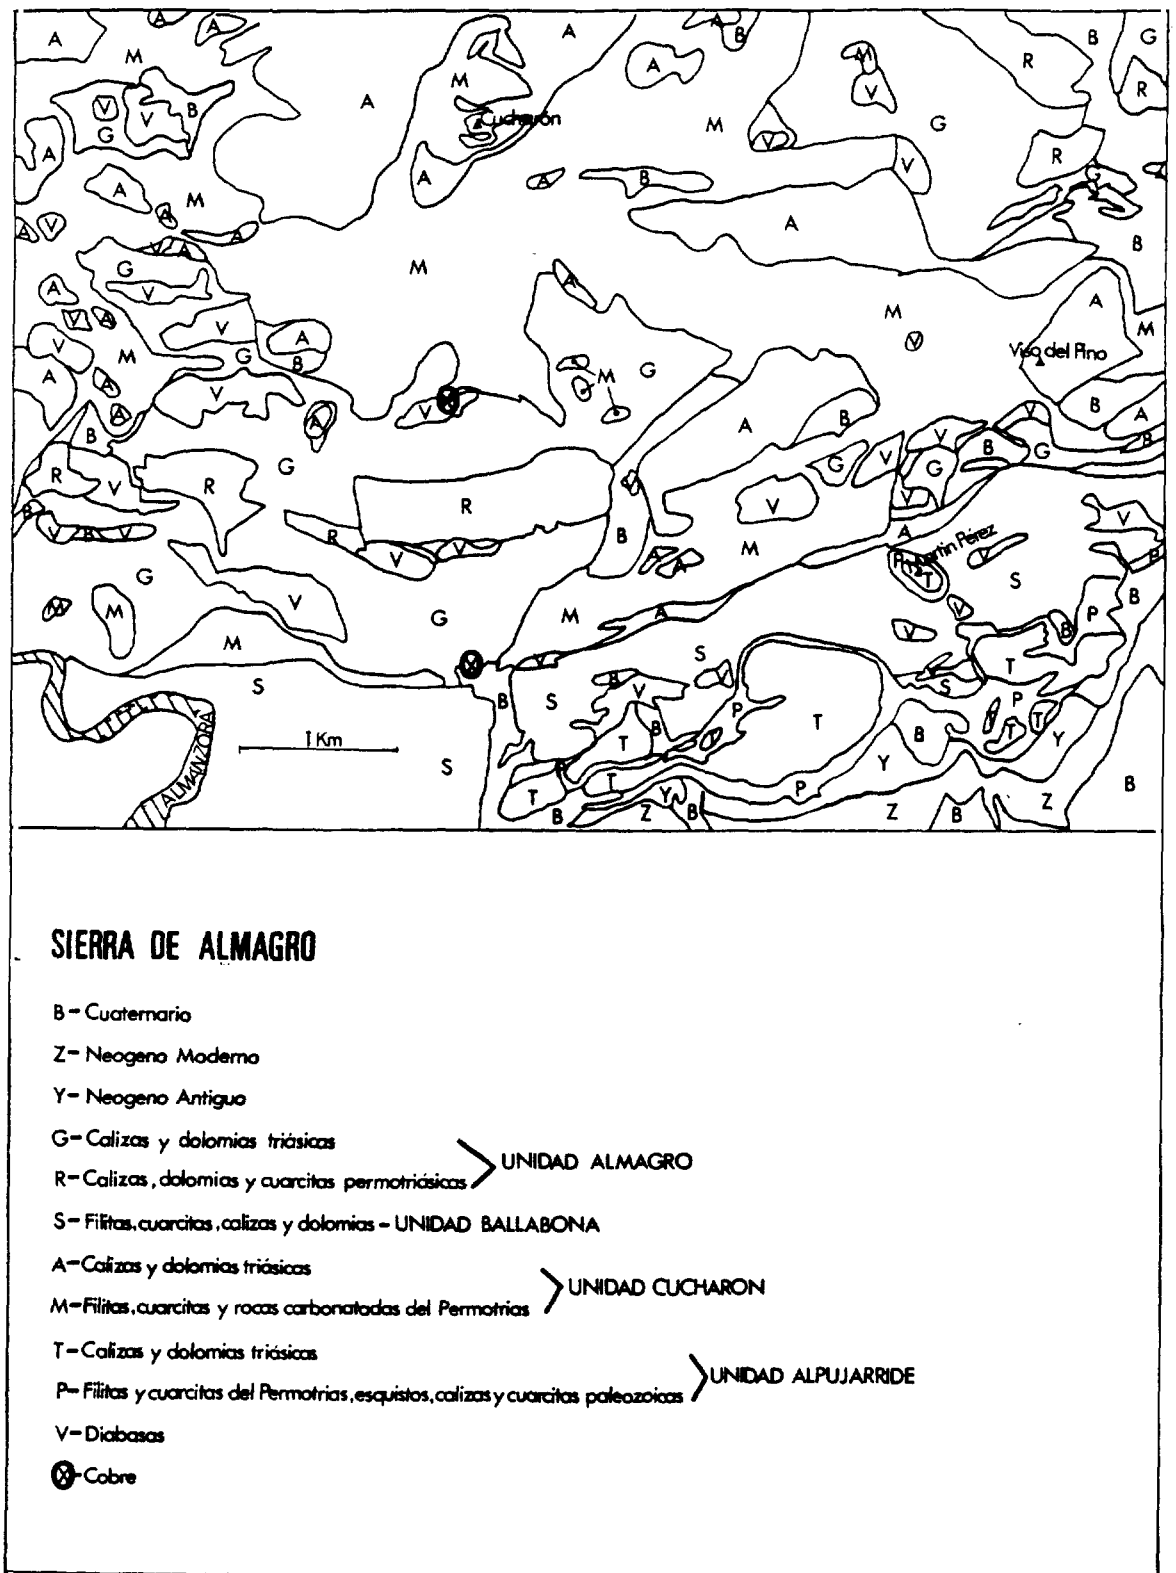 A A A A B B G
M A M A M R
V V B A M V G R
G Cucharón V
A A M A A B V R G
A V A V A A M A B
G V M A M A
V A V A B G M V M
V M A G M G Viso del Pino
A A V A V A B B A
B G A G V V B G B
R V R R V V V
B V B V R V V B A A M A Pto Martín Pérez V B
G V G M A T S B P
M M M V V B
S B V S V B V V S T
RIO ALMANZORA 1 Km S T B P V T P V T T Y
A T T Y P Y B B
S T B Z B Z B Z
SIERRA DE ALMAGRO
B- Cuaternario
Z- Neogeno Moderno
Y- Neogeno Antiguo
G- Calizas y dolomias triásicas
UNIDAD ALMAGRO
R- Calizas, dolomias y cuarcitas permotriásicas
S- Filitas, cuarcitas, calizas y dolomias - UNIDAD BALLABONA
A- Calizas y dolomias triásicas
UNIDAD CUCHARON
M- Filitas, cuarcitas y rocas carbonatadas del Permotrias
T- Calizas y dolomias triásicas
UNIDAD ALPUJARRIDE
P- Filitas y cuarcitas del Permotrias, esquistos, calizas y cuarcitas paleozoicas
V- Diabasas
X-Cobre